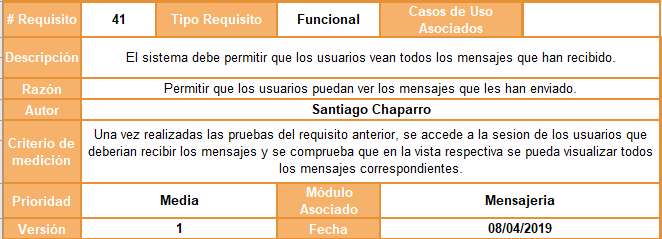 # Requisito 41 Tipo Requisito Funcional Casos de Uso
Asociados
Descripción El sistema debe permitir que los usuarios vean todos los mensajes que han recibido.
Razón Permitir que los usuarios puedan ver los mensajes que les han enviado.
Autor Santiago Chaparro
Criterio de
medición
Una vez realizadas las pruebas del requisito anterior, se accede a la sesion de los usuarios que
deberian recibir los mensajes y se comprueba que en la vista respectiva se pueda visualizar todos
los mensajes correspondientes.
Prioridad Media Módulo
Asociado
Mensajeria
Versión 1 Fecha 08/04/2019